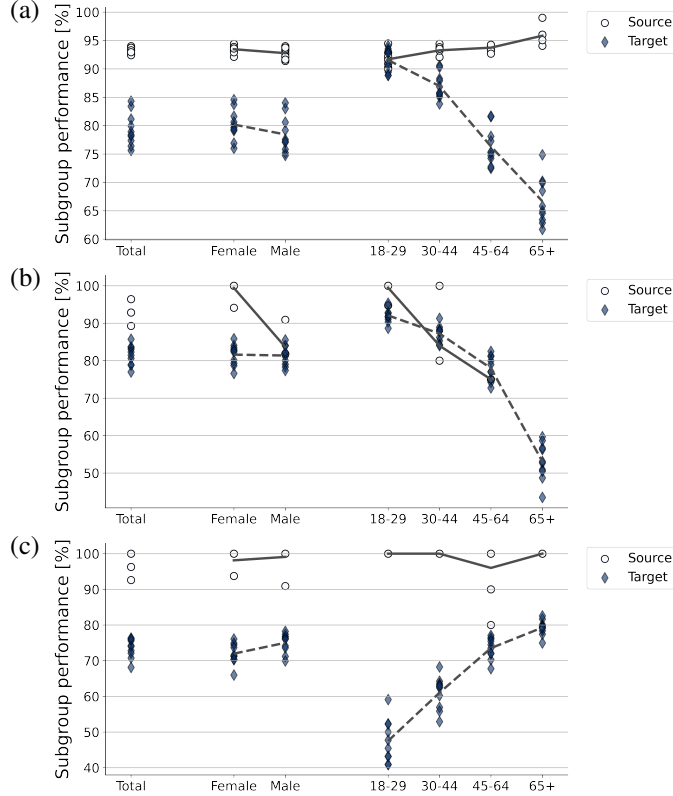 (a)
Subgroup performance [%]
100
95
90
85
80
75
70
65
60
Total Female Male 18-29 30-44 45-64 65+
Source
Target
(b)
Subgroup performance [%]
100
90
80
70
60
50
Total Female Male 18-29 30-44 45-64 65+
Source
Target
(c)
Subgroup performance [%]
100
90
80
70
60
50
40
Total Female Male 18-29 30-44 45-64 65+
Source
Target